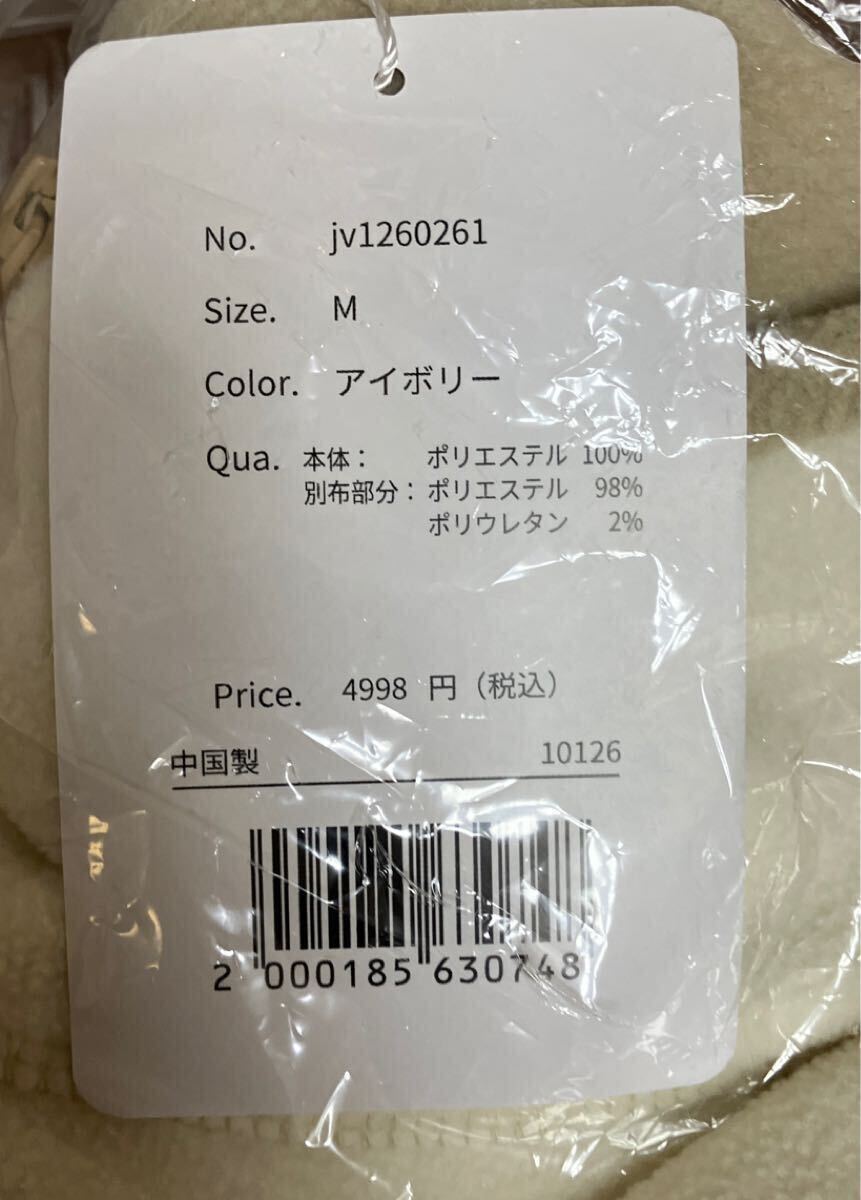 No. jv1260261
Size. M
Color. アイボリー
Qua. 本体： ポリエステル 100%
別布部分： ポリエステル 98%
ポリウレタン 2%
Price. 4998 円（税込）
中国製 10126
2 000185 630748